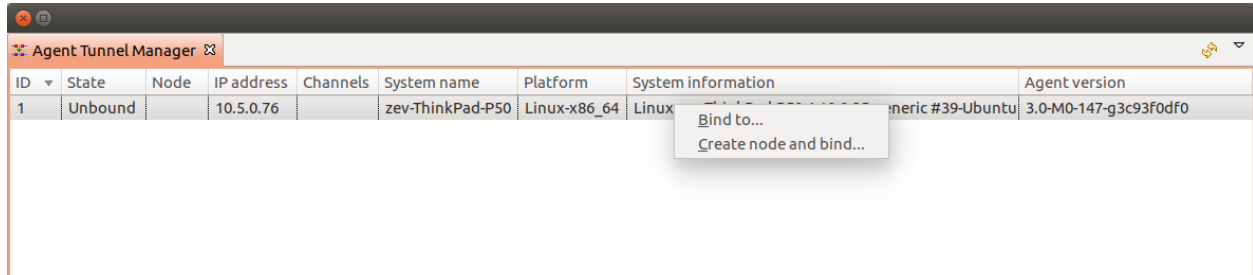 Agent Tunnel Manager
ID State Node IP address Channels System name Platform System information Agent version
1 Unbound 10.5.0.76 zev-ThinkPad-P50 Linux-x86_64 Linux eneric #39-Ubuntu 3.0-M0-147-g3c93f0df0
Bind to...
Create node and bind...